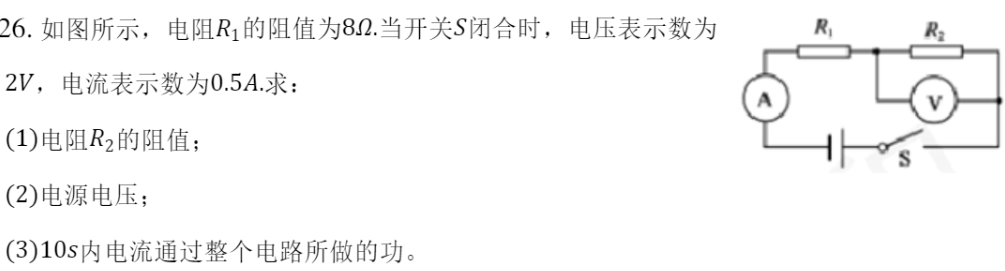 26. 如图所示，电阻R₁的阻值为8Ω.当开关S闭合时，电压表示数为
2V，电流表示数为0.5A.求：
(1)电阻R₂的阻值；
(2)电源电压；
(3)10s内电流通过整个电路所做的功。
R₁
R₂
A
V
S